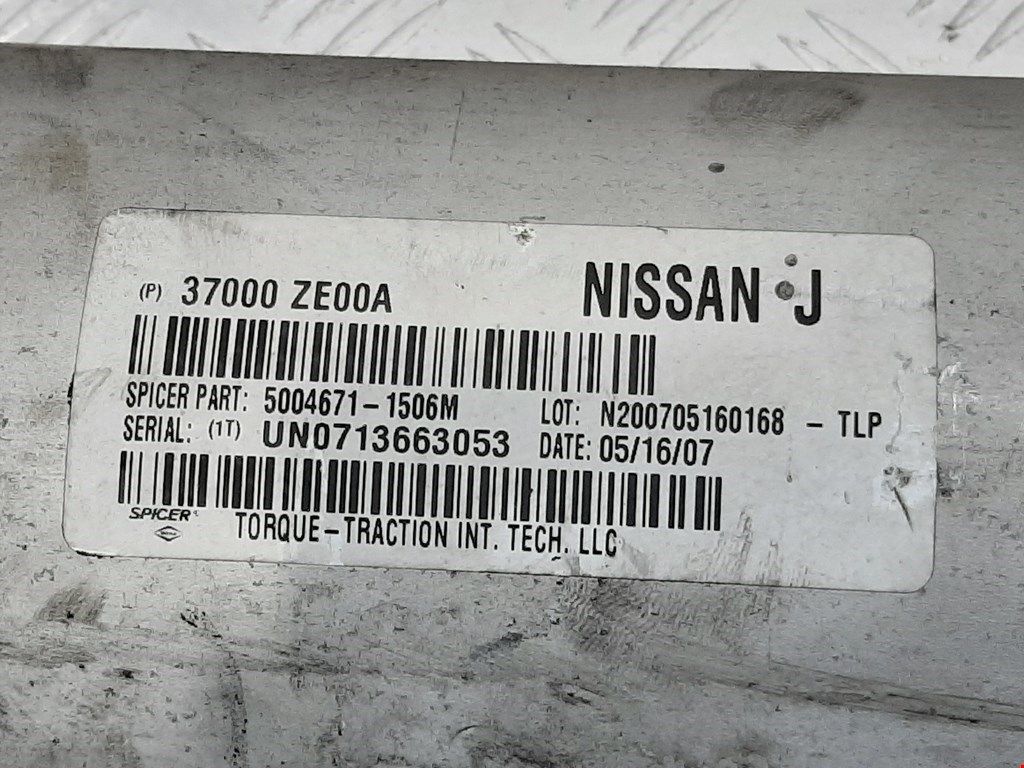 (P) 37000 ZE00A NISSAN J
SPICER PART: 5004671-1506M LOT: N200705160168 - TLP
SERIAL: (1T) UN0713663053 DATE: 05/16/07
SPICER
TORQUE-TRACTION INT. TECH. LLC